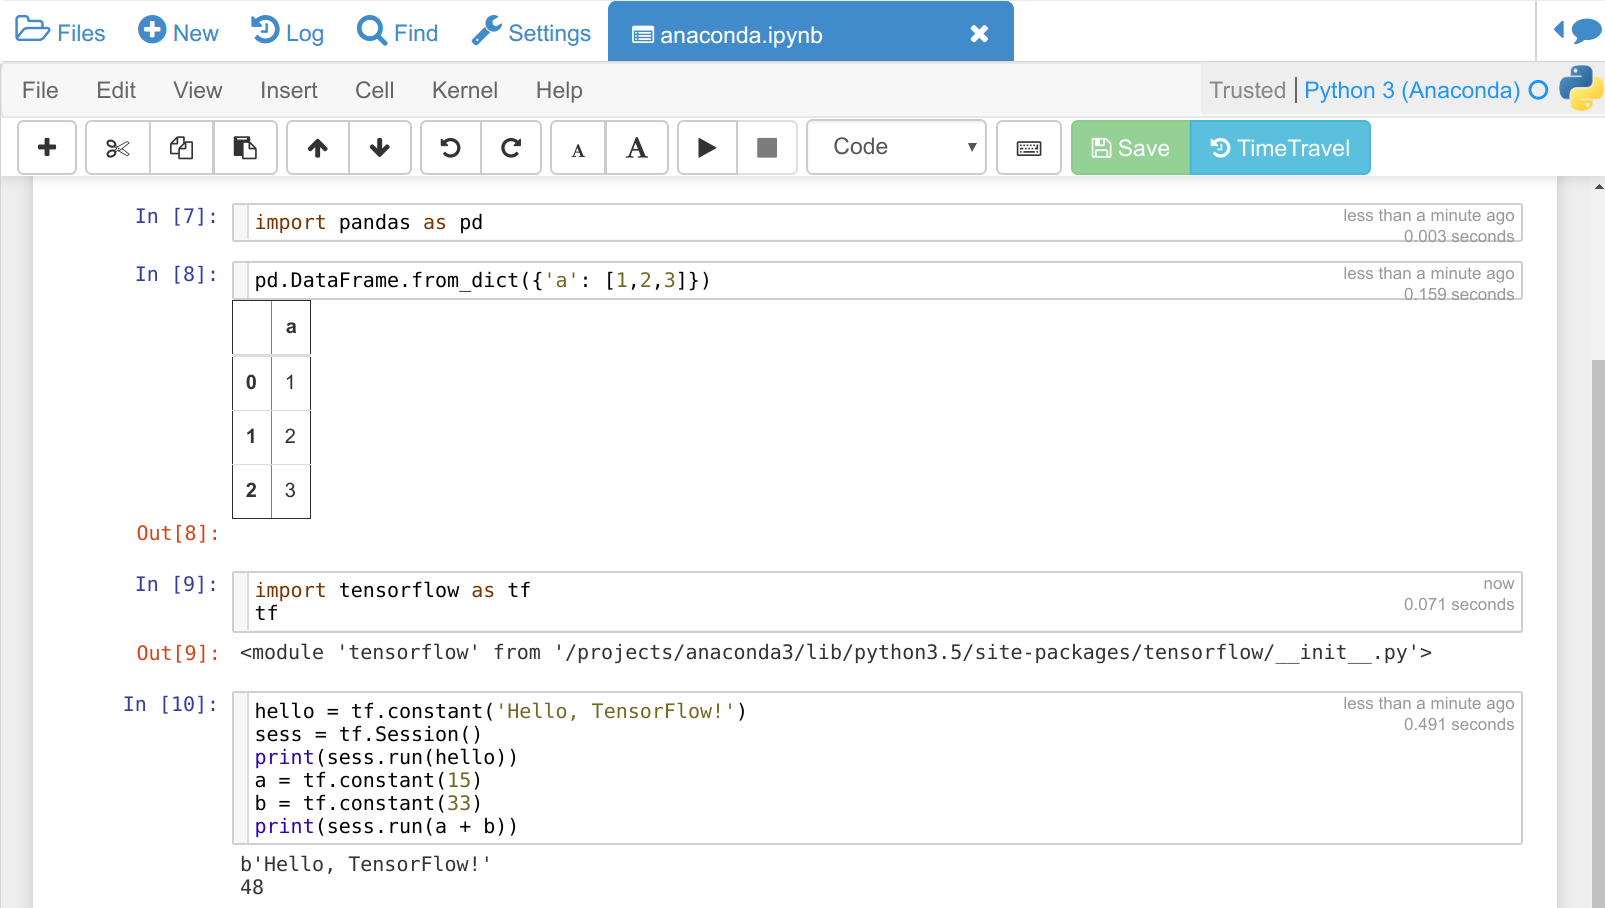 Files New Log Find Settings anaconda.ipynb
File Edit View Insert Cell Kernel Help Trusted Python 3 (Anaconda)
A A Code Save TimeTravel
In [7]: import pandas as pd less than a minute ago
0.003 seconds
In [8]: pd.DataFrame.from_dict({'a': [1,2,3]}) less than a minute ago
0.159 seconds
a
0 1
1 2
2 3
Out[8]:
In [9]: import tensorflow as tf now
tf 0.071 seconds
Out[9]: <module 'tensorflow' from '/projects/anaconda3/lib/python3.5/site-packages/tensorflow/__init__.py'>
In [10]: hello = tf.constant('Hello, TensorFlow!') less than a minute ago
sess = tf.Session() 0.491 seconds
print(sess.run(hello))
a = tf.constant(15)
b = tf.constant(33)
print(sess.run(a + b))
b'Hello, TensorFlow!'
48